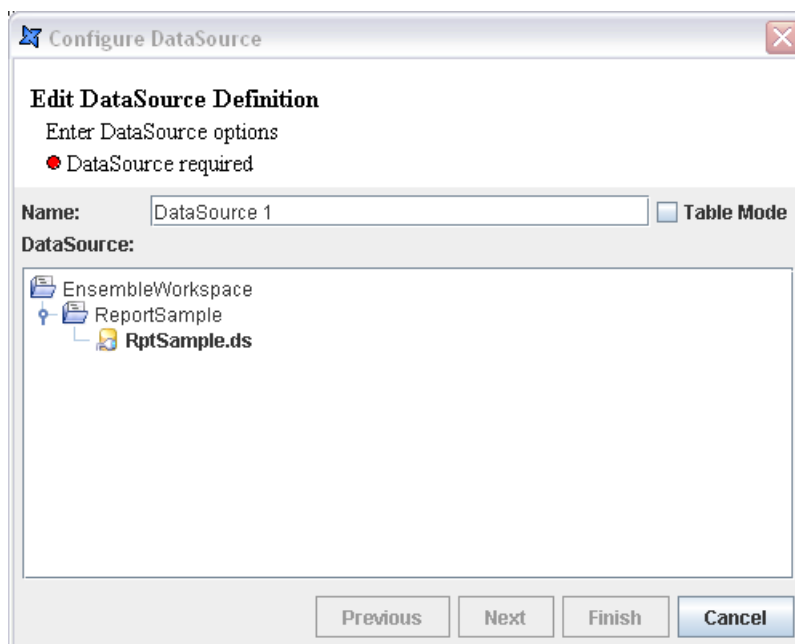 Configure DataSource
Edit DataSource Definition
Enter DataSource options
DataSource required
Name: DataSource 1 Table Mode
DataSource:
EnsembleWorkspace
ReportSample
RptSample.ds
Previous Next Finish Cancel